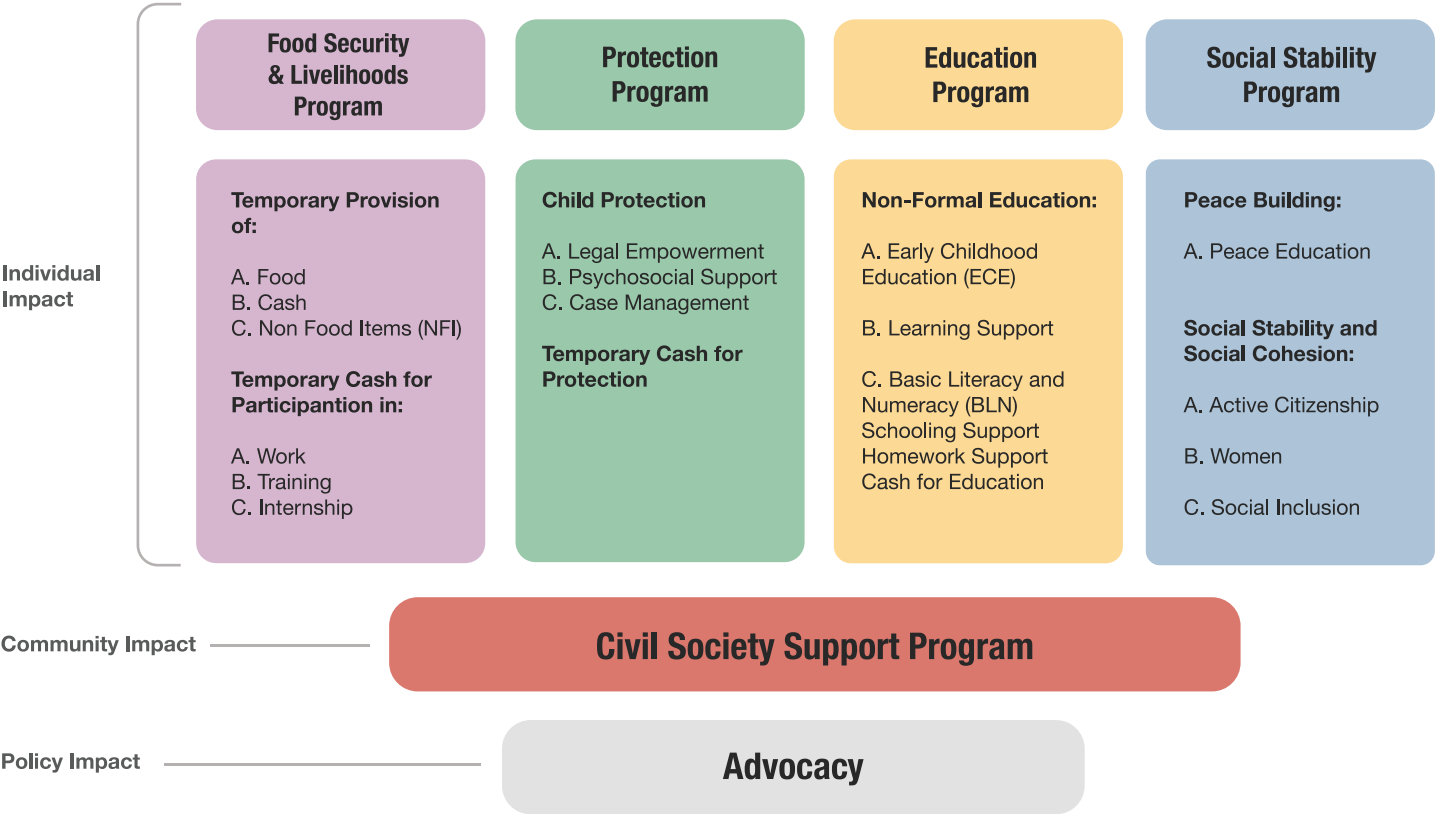 Food Security
& Livelihoods
Program
Protection
Program
Education
Program
Social Stability
Program
Individual
Impact
Temporary Provision
of:
A. Food
B. Cash
C. Non Food Items (NFI)
Temporary Cash for
Participantion in:
A. Work
B. Training
C. Internship
Child Protection
A. Legal Empowerment
B. Psychosocial Support
C. Case Management
Temporary Cash for
Protection
Non-Formal Education:
A. Early Childhood
Education (ECE)
B. Learning Support
C. Basic Literacy and
Numeracy (BLN)
Schooling Support
Homework Support
Cash for Education
Peace Building:
A. Peace Education
Social Stability and
Social Cohesion:
A. Active Citizenship
B. Women
C. Social Inclusion
Community Impact
Civil Society Support Program
Policy Impact
Advocacy